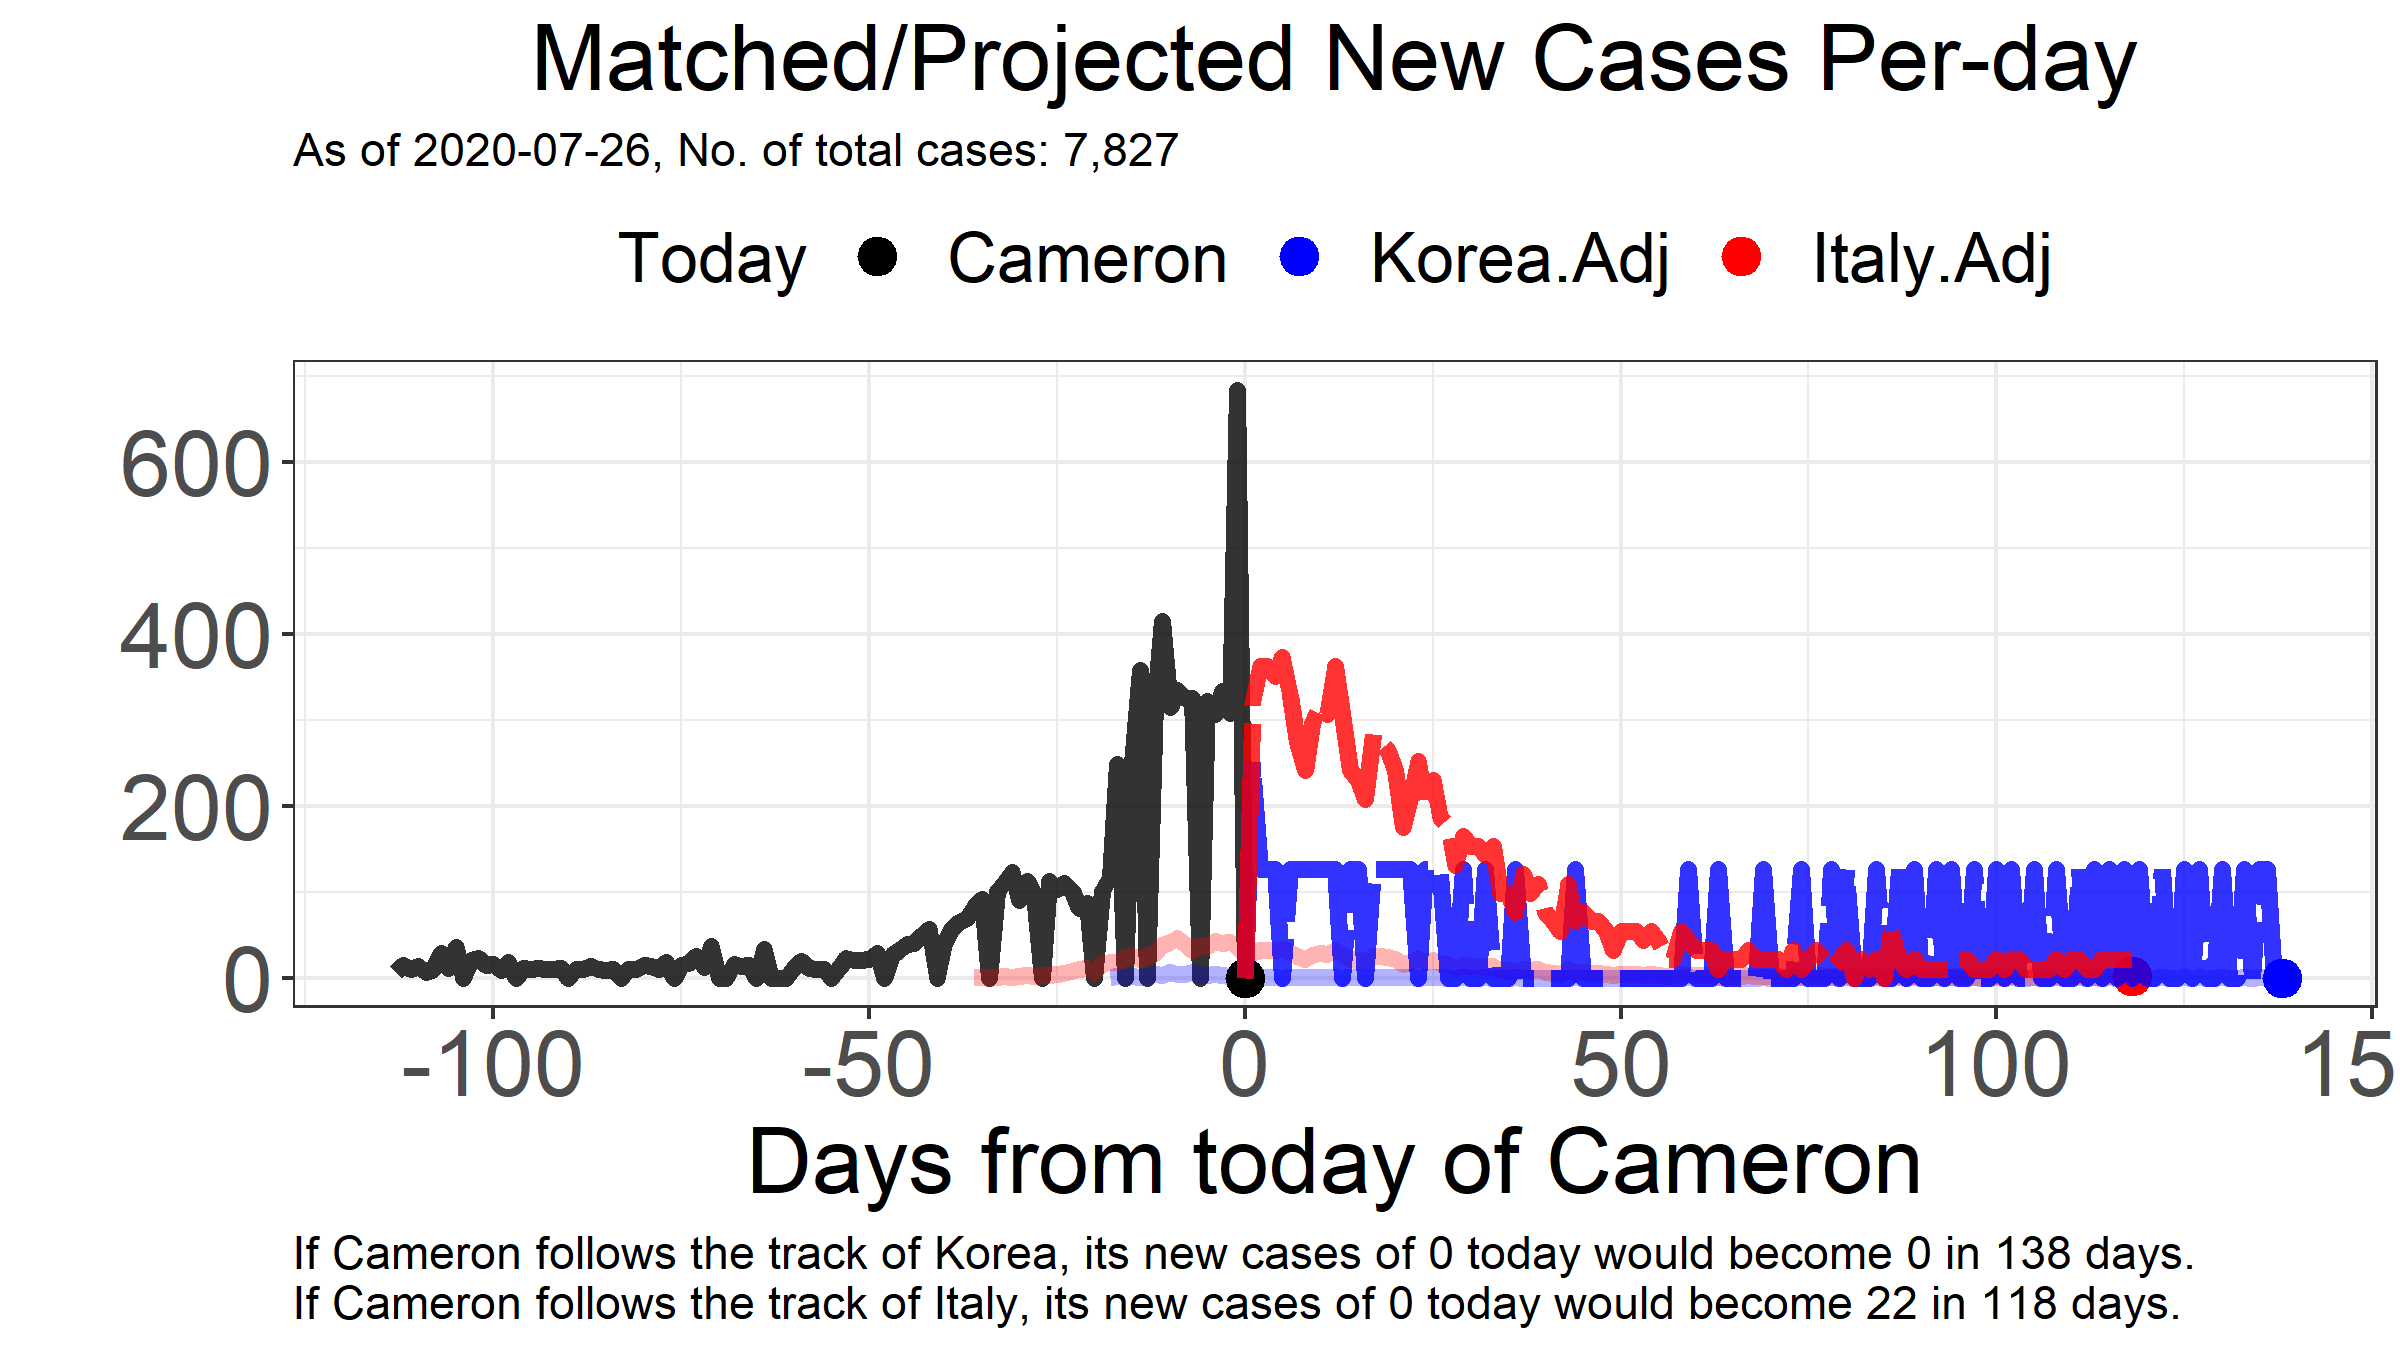 Matched/Projected New Cases Per-day
As of 2020-07-26, No. of total cases: 7,827
Today Cameron Korea.Adj Italy.Adj
600
400
200
0
-100 -50 0 50 100 15
Days from today of Cameron
If Cameron follows the track of Korea, its new cases of 0 today would become 0 in 138 days.
If Cameron follows the track of Italy, its new cases of 0 today would become 22 in 118 days.